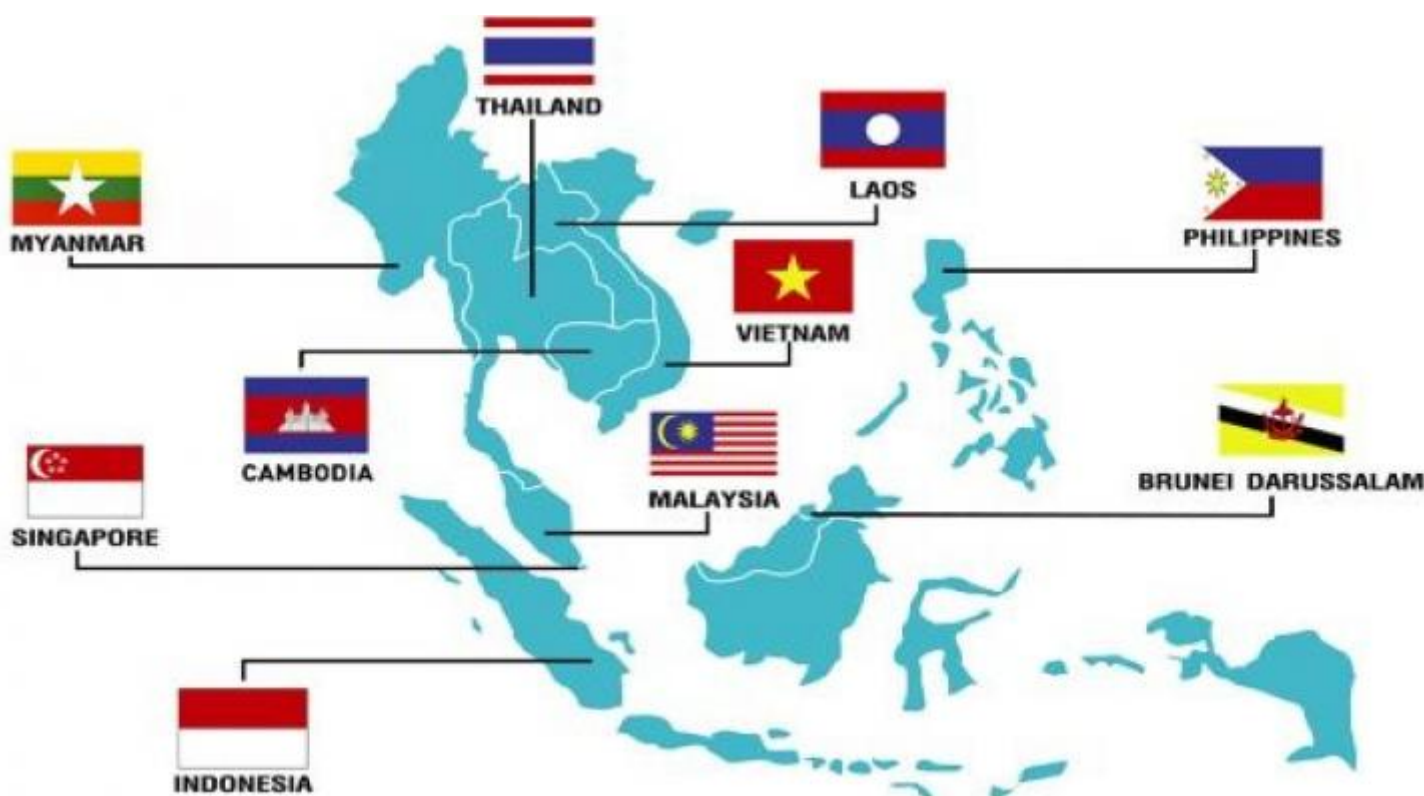 THAILAND
LAOS
PHILIPPINES
MYANMAR
VIETNAM
CAMBODIA
BRUNEI DARUSSALAM
MALAYSIA
SINGAPORE
INDONESIA